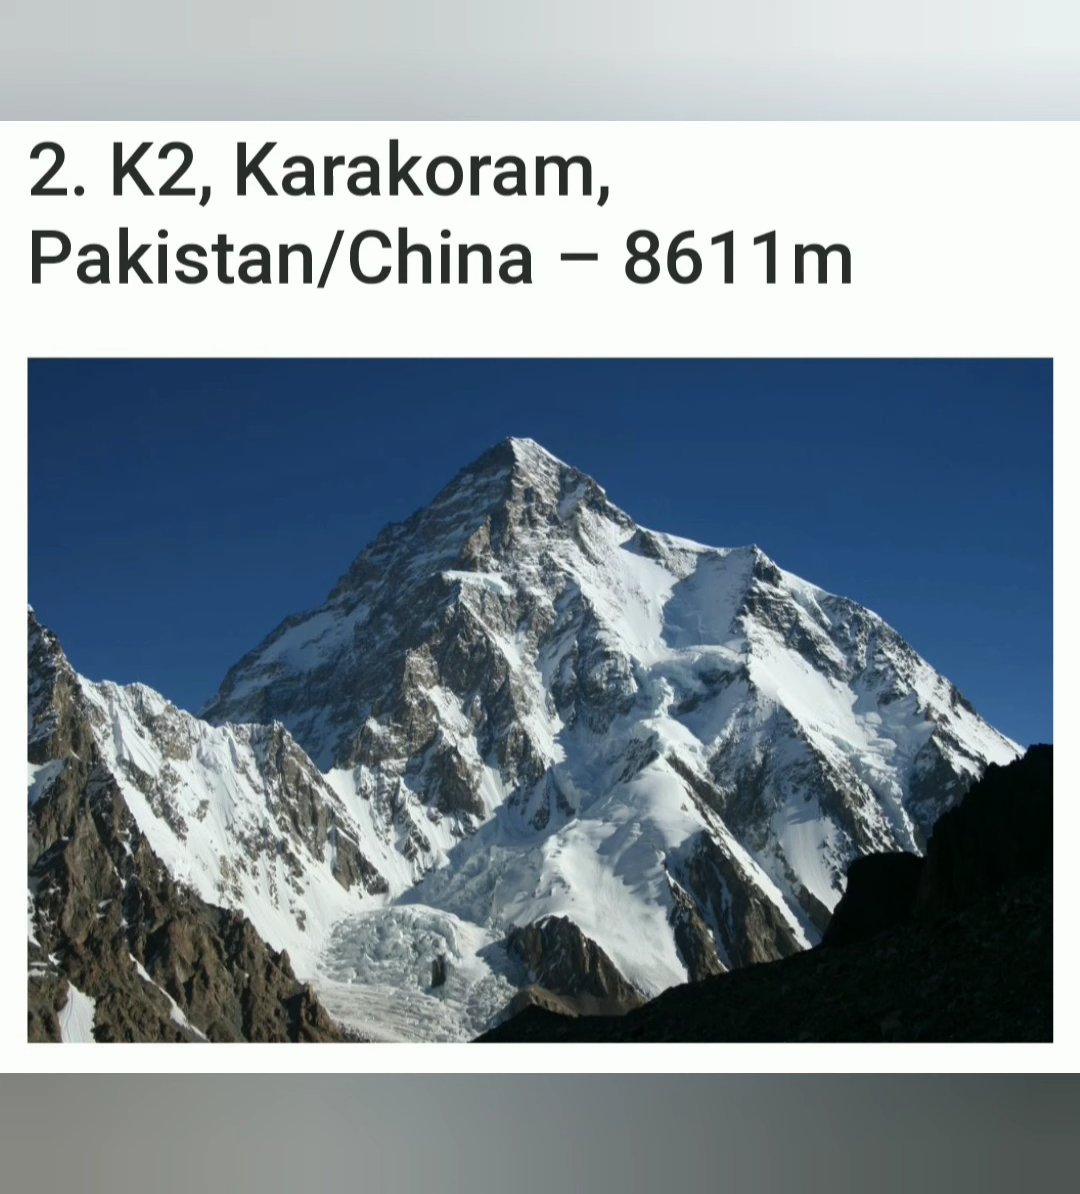 2. K2, Karakoram,
Pakistan/China – 8611m